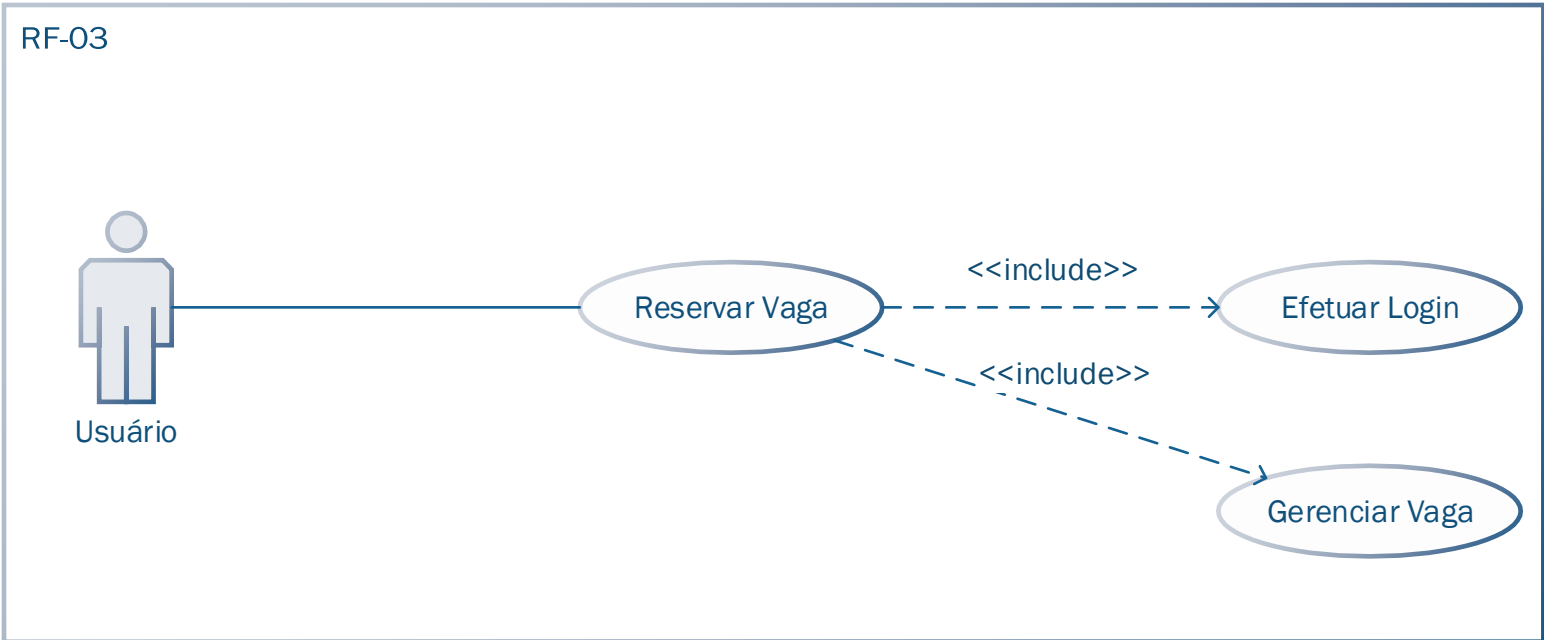 RF-03
<<include>>
Reservar Vaga
Efetuar Login
<<include>>
Usuário
Gerenciar Vaga